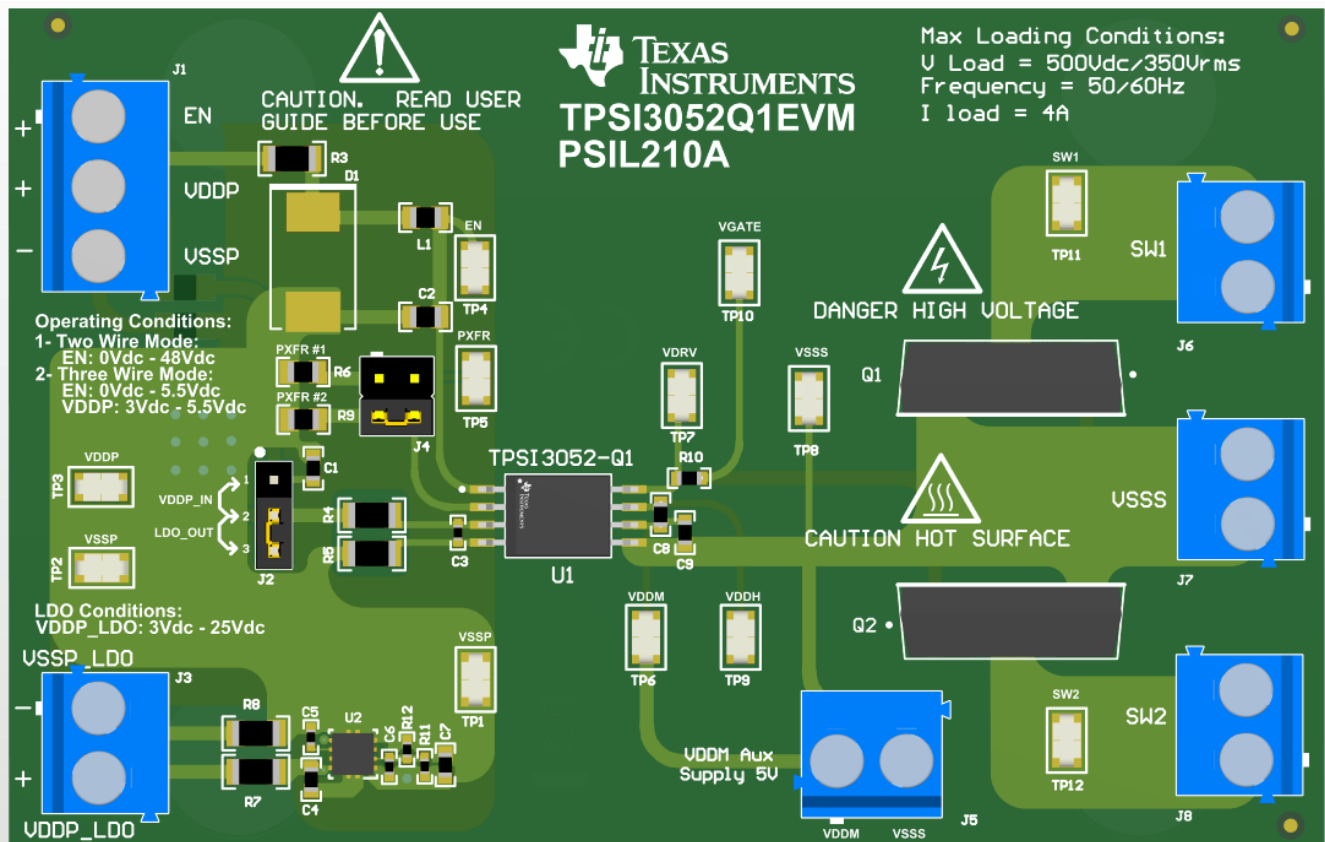 J1
EN
VDDP
VSSP
+
+
-
CAUTION. READ USER
GUIDE BEFORE USE
TEXAS
INSTRUMENTS
TPSI3052Q1EVM
PSIL210A
Max Loading Conditions:
V Load = 500Vdc/350Vrms
Frequency = 50/60Hz
I load = 4A
R3
D1
L1
C2
EN
TP4
PXFR
TP5
VGATE
TP10
SW1
TP11
SW1
J6
DANGER HIGH VOLTAGE
Operating Conditions:
1- Two Wire Mode:
EN: 0Vdc - 48Vdc
2- Three Wire Mode:
EN: 0Vdc - 5.5Vdc
VDDP: 3Vdc - 5.5Vdc
PXFR #1
R6
PXFR #2
R9
J4
VDRV
TP7
VSSS
TP8
Q1
VDDP
TP3
VSSP
TP2
VDDP_IN
LDO_OUT
1
2
3
J2
C1
R4
R5
C3
TPSI3052-Q1
TEXAS
INSTRUMENTS
U1
R10
C8
C9
CAUTION HOT SURFACE
VSSS
J7
LDO Conditions:
VDDP_LDO: 3Vdc - 25Vdc
VSSP_LDO
J3
-
+
VDDP_LDO
R8
R7
C5
C4
U2
C6
R12
R11
C7
VSSP
TP1
VDDM
TP6
VDDH
TP9
Q2
VDDM Aux
Supply 5V
VDDM
VSSS
J5
SW2
TP12
SW2
J8